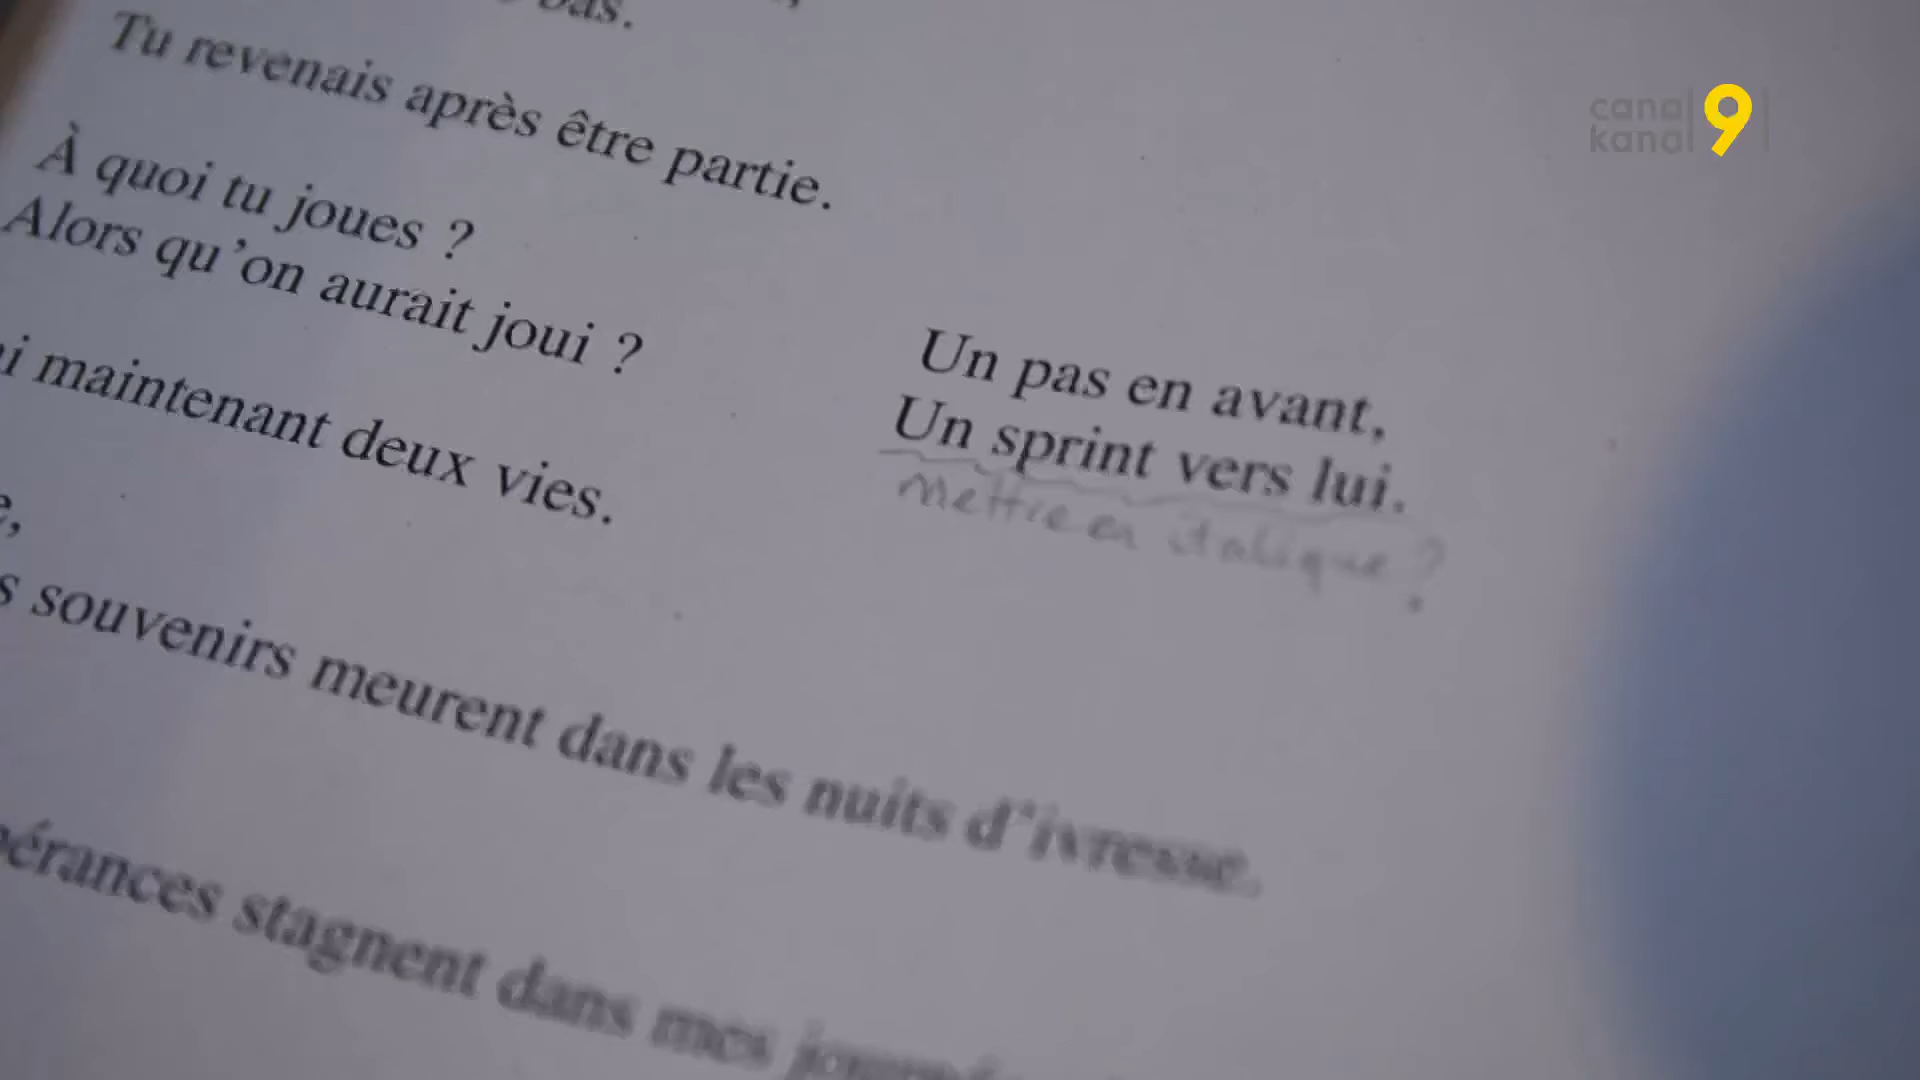 bas.
Tu revenais après être partie.
À quoi tu joues ?
Alors qu'on aurait joui ?
i maintenant deux vies.
Un pas en avant,
Un sprint vers lui.
Mettre en italique ?
e,
s souvenirs meurent dans les nuits d'ivresse.
pérances stagnent dans mes
canal 9
kanal